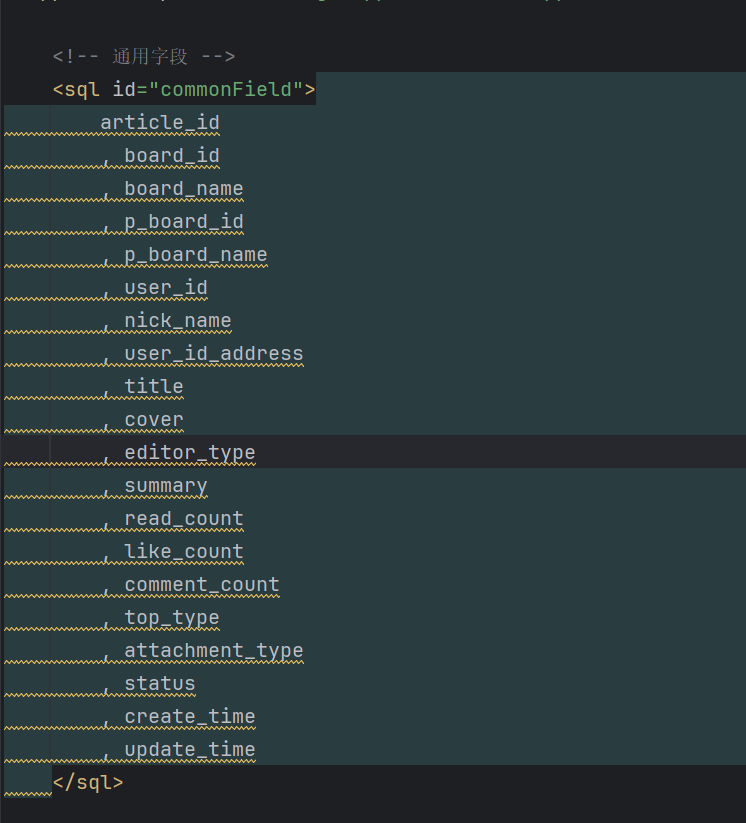 <!-- 通用字段 -->
<sql id="commonField">
article_id
, board_id
, board_name
, p_board_id
, p_board_name
, user_id
, nick_name
, user_id_address
, title
, cover
, editor_type
, summary
, read_count
, like_count
, comment_count
, top_type
, attachment_type
, status
, create_time
, update_time
</sql>